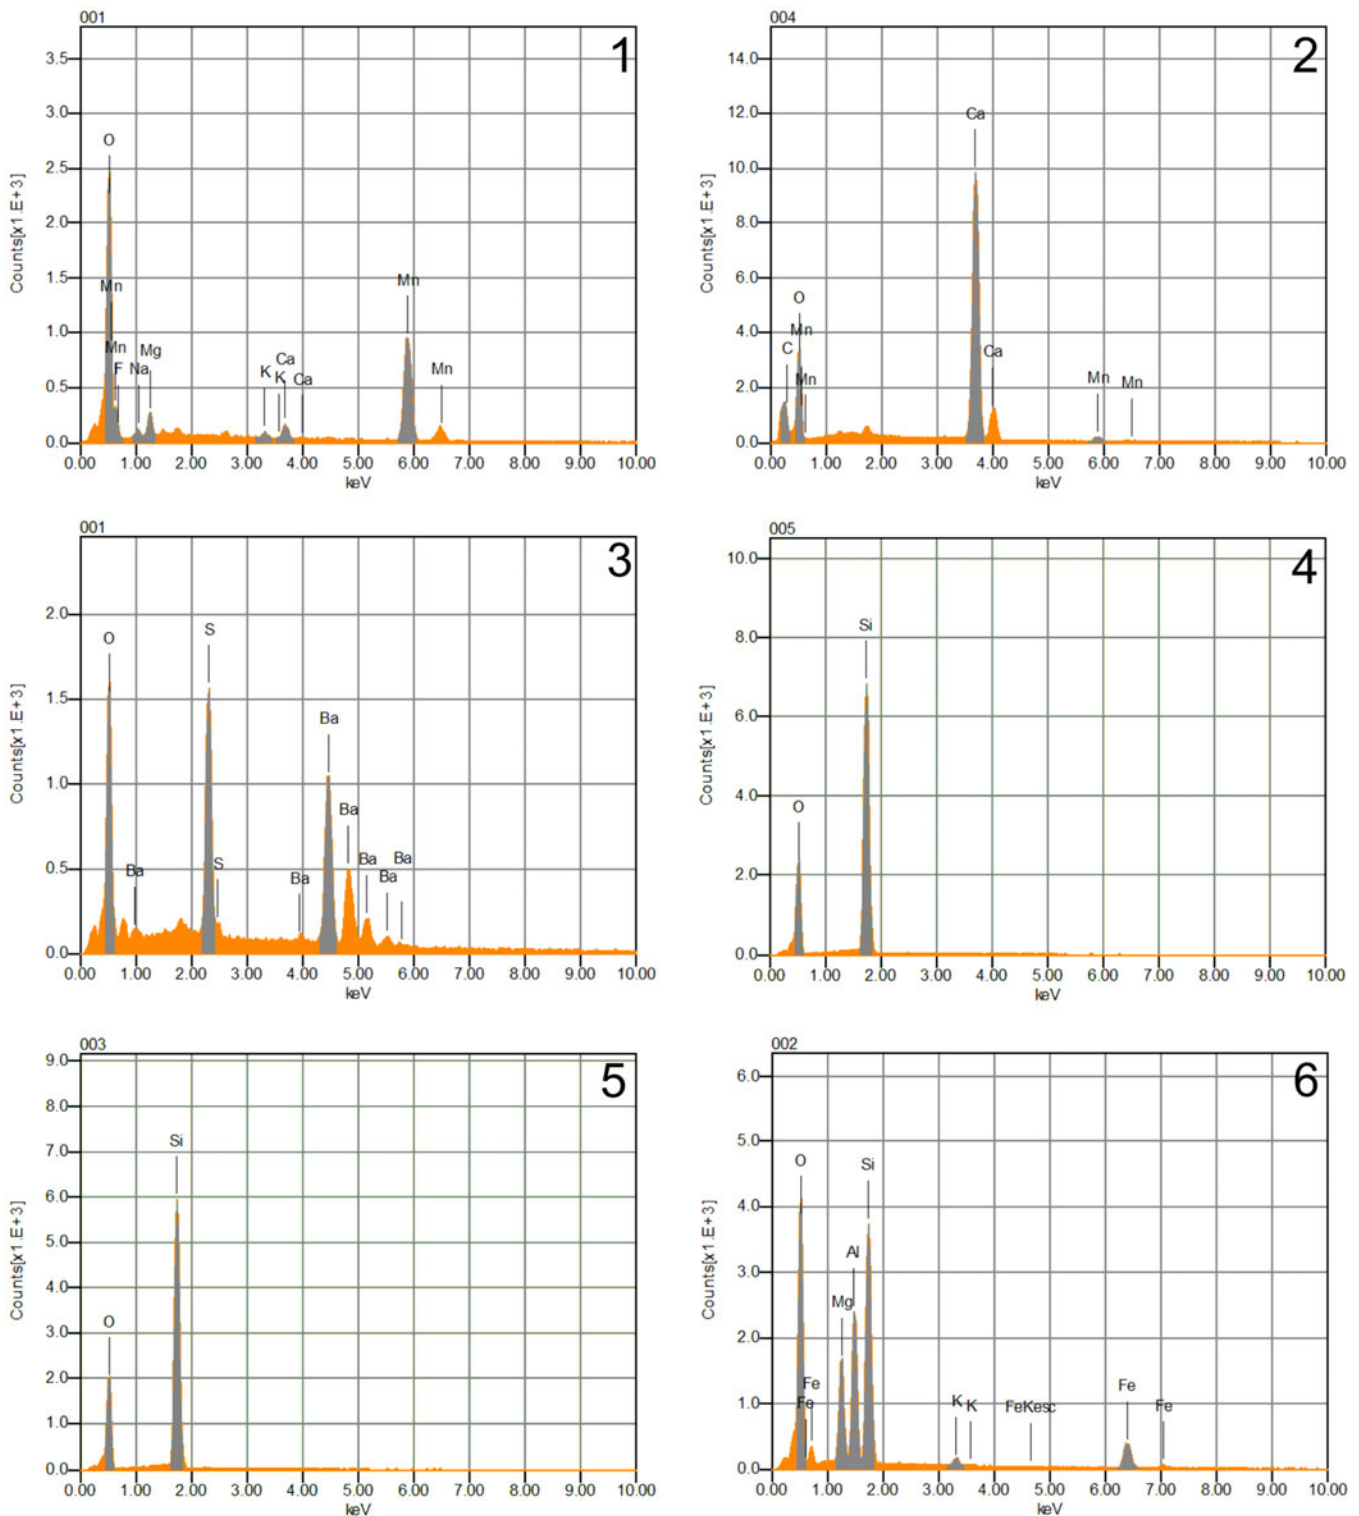 001
1
Counts[x1.E+3]
3.5
3.0
2.5
2.0
1.5
1.0
0.5
0.0
O
Mn
Mn
F
Na
Mg
K
K
Ca
Ca
Mn
Mn
0.00 1.00 2.00 3.00 4.00 5.00 6.00 7.00 8.00 9.00 10.00
keV
004
2
Counts[x1.E+3]
14.0
12.0
10.0
8.0
6.0
4.0
2.0
0.0
C
O
Mn
Mn
Ca
Ca
Mn
Mn
0.00 1.00 2.00 3.00 4.00 5.00 6.00 7.00 8.00 9.00 10.00
keV
001
3
Counts[x1.E+3]
2.0
1.5
1.0
0.5
0.0
O
Ba
S
S
Ba
Ba
Ba
Ba
Ba
Ba
0.00 1.00 2.00 3.00 4.00 5.00 6.00 7.00 8.00 9.00 10.00
keV
005
4
Counts[x1.E+3]
10.0
8.0
6.0
4.0
2.0
0.0
O
Si
0.00 1.00 2.00 3.00 4.00 5.00 6.00 7.00 8.00 9.00 10.00
keV
003
5
Counts[x1.E+3]
9.0
8.0
7.0
6.0
5.0
4.0
3.0
2.0
1.0
0.0
O
Si
0.00 1.00 2.00 3.00 4.00 5.00 6.00 7.00 8.00 9.00 10.00
keV
002
6
Counts[x1.E+3]
6.0
5.0
4.0
3.0
2.0
1.0
0.0
O
Fe
Fe
Mg
Al
Si
K
K
FeKesc
Fe
Fe
0.00 1.00 2.00 3.00 4.00 5.00 6.00 7.00 8.00 9.00 10.00
keV